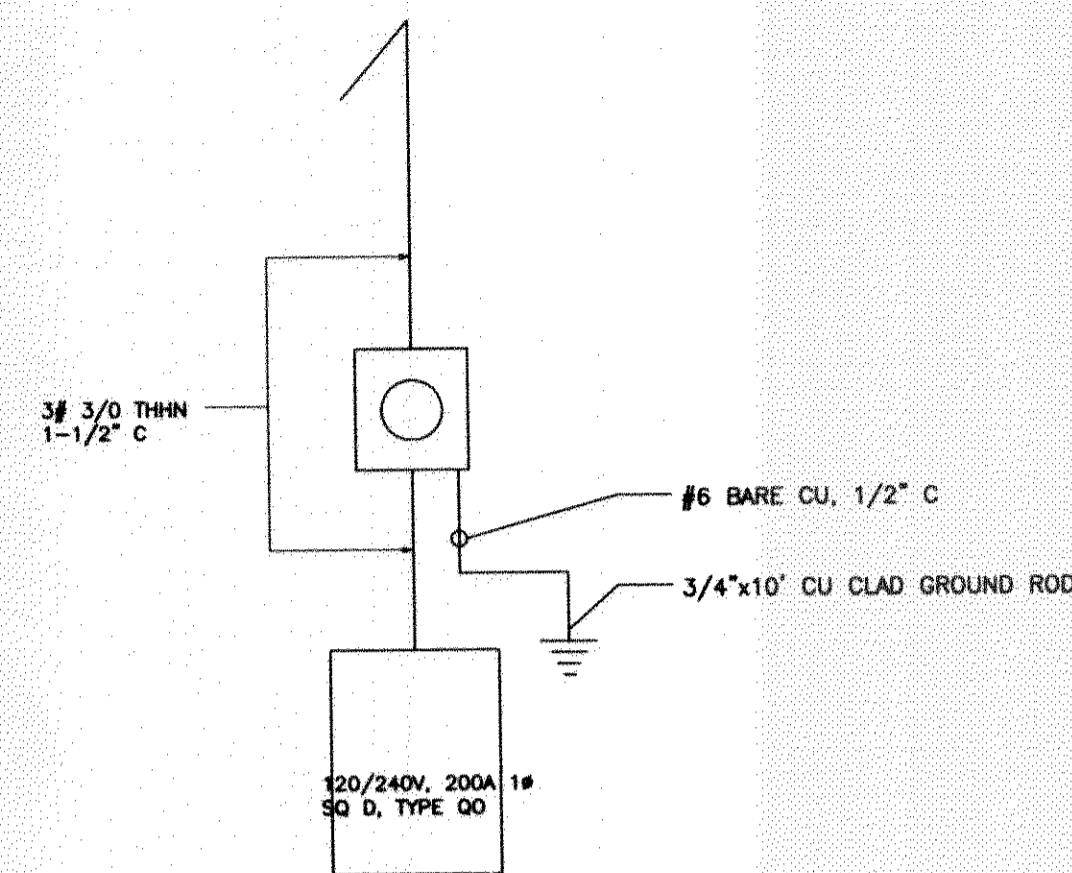 3# 3/0 THHN
1-1/2" C
#6 BARE CU, 1/2" C
3/4"x10' CU CLAD GROUND ROD
120/240V, 200A 1ø
SQ D, TYPE QO